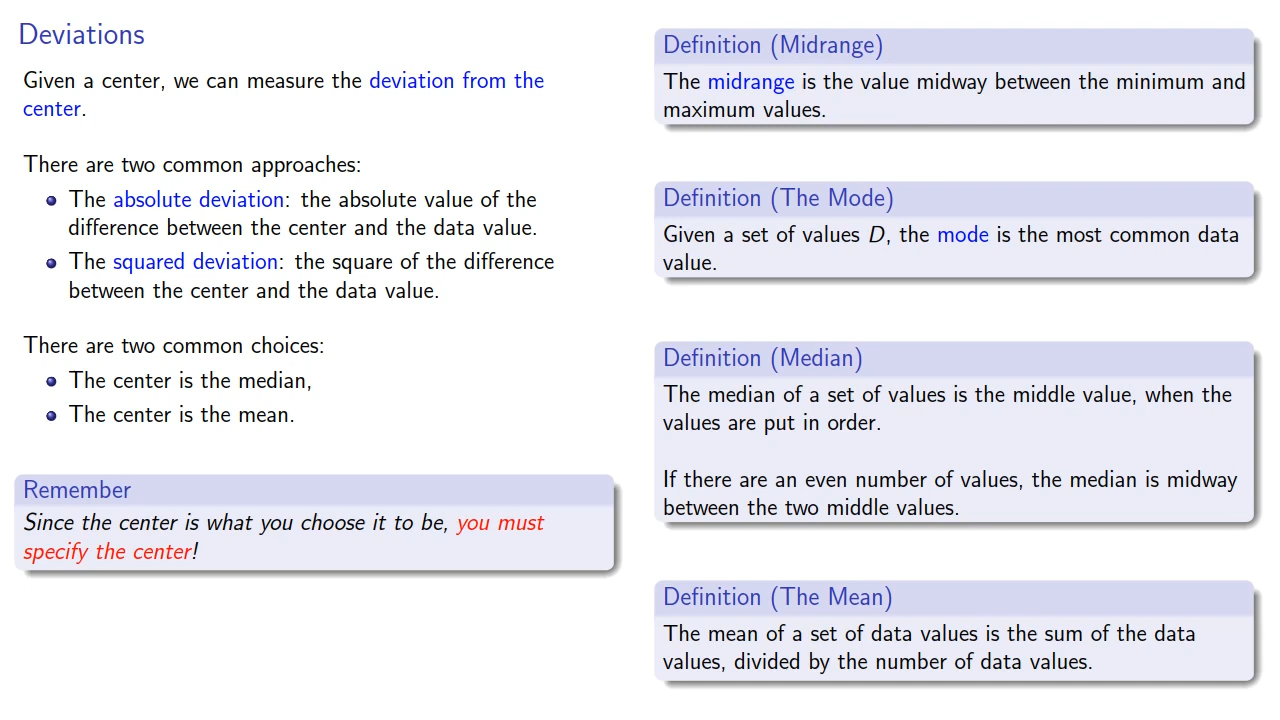 Deviations
Given a center, we can measure the deviation from the
center.
There are two common approaches:
The absolute deviation: the absolute value of the
difference between the center and the data value.
The squared deviation: the square of the difference
between the center and the data value.
There are two common choices:
The center is the median,
The center is the mean.
Remember
Since the center is what you choose it to be, you must
specify the center!
Definition (Midrange)
The midrange is the value midway between the minimum and
maximum values.
Definition (The Mode)
Given a set of values D, the mode is the most common data
value.
Definition (Median)
The median of a set of values is the middle value, when the
values are put in order.
If there are an even number of values, the median is midway
between the two middle values.
Definition (The Mean)
The mean of a set of data values is the sum of the data
values, divided by the number of data values.